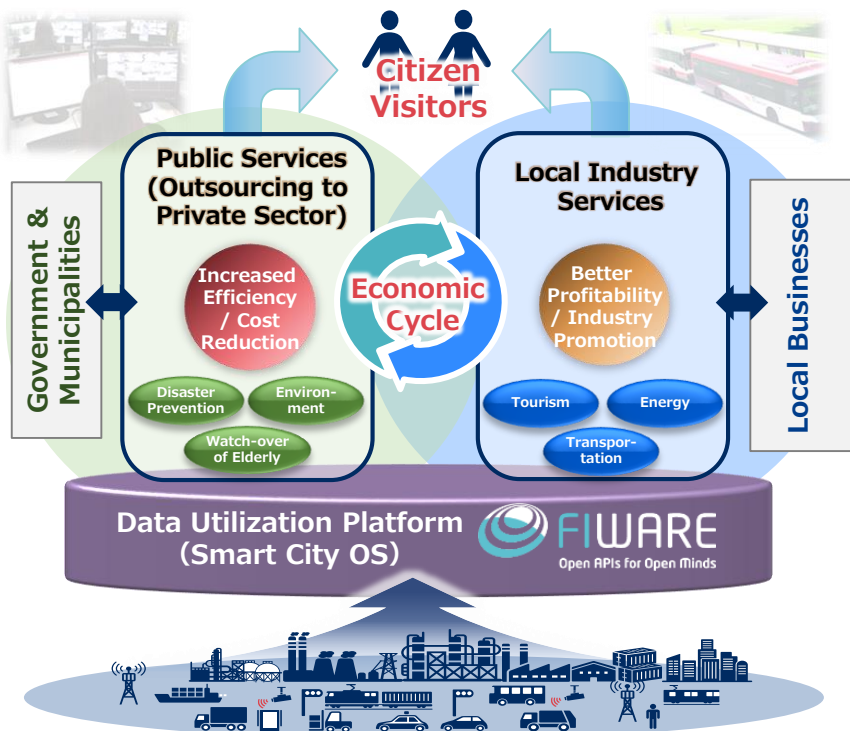 Citizen
Visitors
Public Services
(Outsourcing to
Private Sector)
Local Industry
Services
Government &
Municipalities
Increased
Efficiency
/ Cost
Reduction
Economic
Cycle
Better
Profitability
/ Industry
Promotion
Local Businesses
Disaster
Prevention
Environ-
ment
Watch-over
of Elderly
Tourism
Energy
Transpor-
tation
Data Utilization Platform
(Smart City OS)
FIWARE
Open APIs for Open Minds